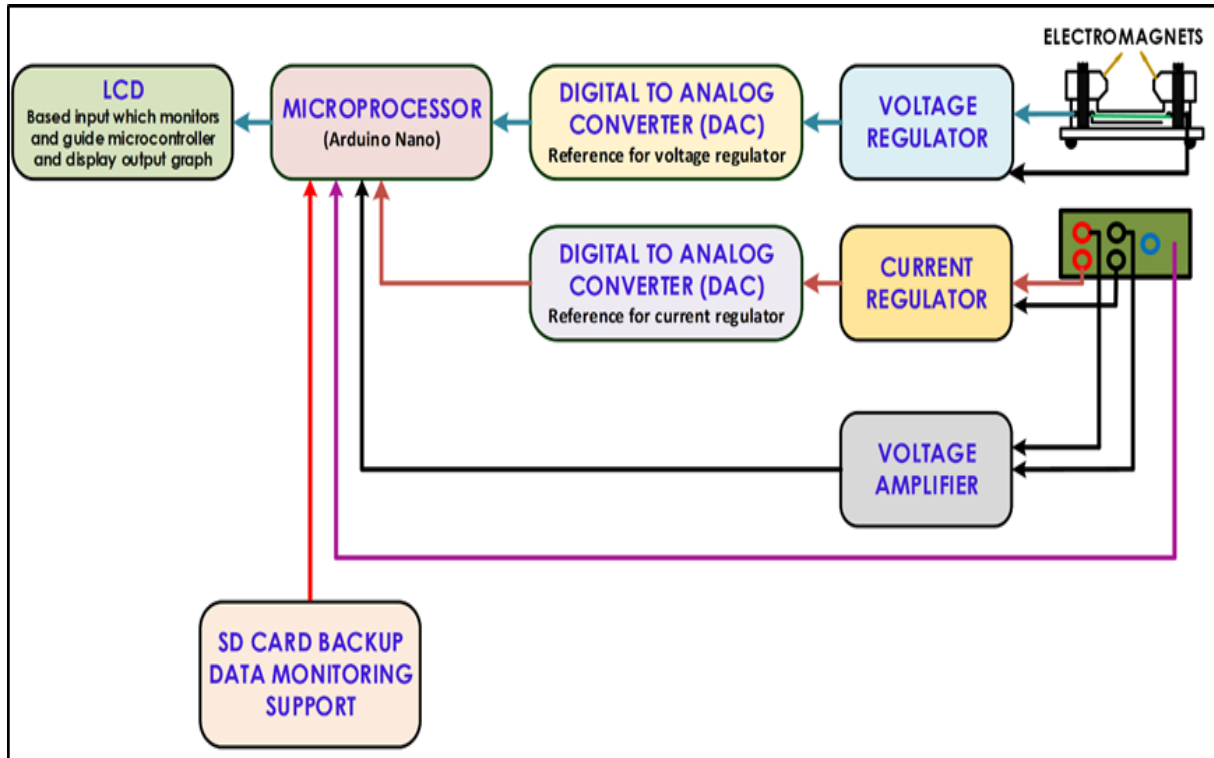 ELECTROMAGNETS
LCD
Based input which monitors
and guide microcontroller
and display output graph
MICROPROCESSOR
(Arduino Nano)
DIGITAL TO ANALOG
CONVERTER (DAC)
Reference for voltage regulator
VOLTAGE
REGULATOR
DIGITAL TO ANALOG
CONVERTER (DAC)
Reference for current regulator
CURRENT
REGULATOR
VOLTAGE
AMPLIFIER
SD CARD BACKUP
DATA MONITORING
SUPPORT